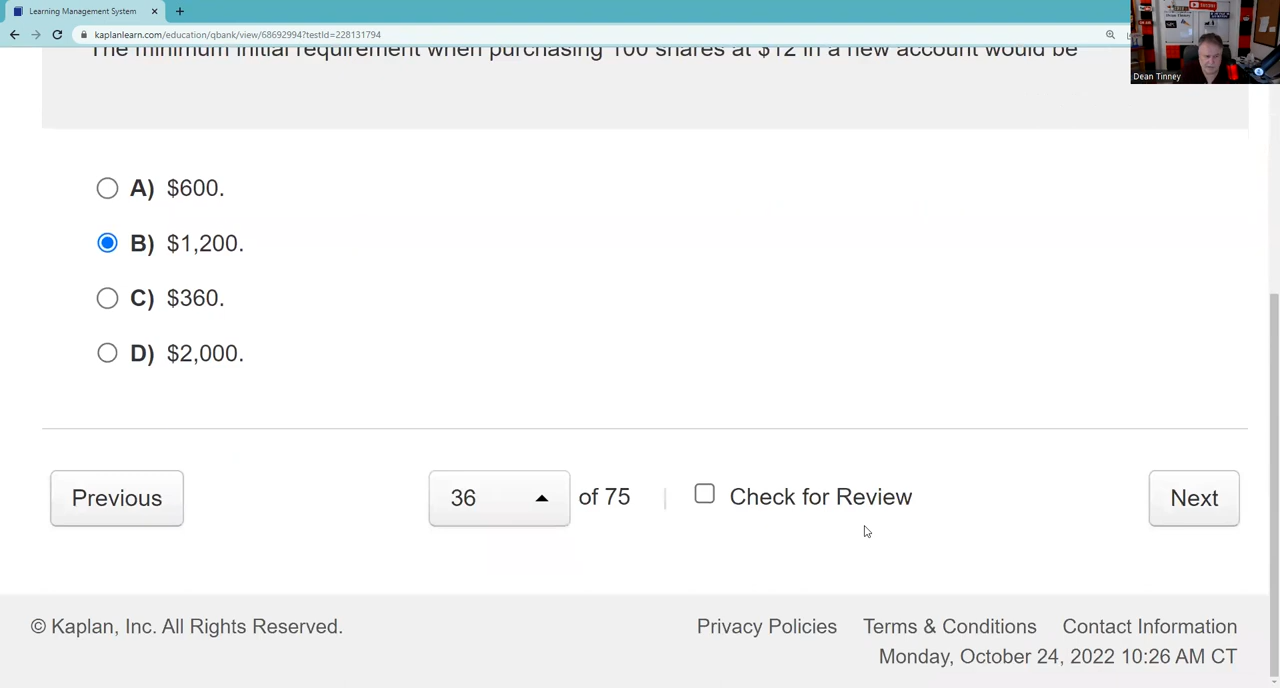 Learning Management System
kaplanlearn.com/education/qbank/view/68692994?testId=228131794
Dean Tinney
The minimum initial requirement when purchasing 100 shares at $12 in a new account would be
A) $600.
B) $1,200.
C) $360.
D) $2,000.
Previous
36
of 75
Check for Review
Next
© Kaplan, Inc. All Rights Reserved.
Privacy Policies
Terms & Conditions
Contact Information
Monday, October 24, 2022 10:26 AM CT